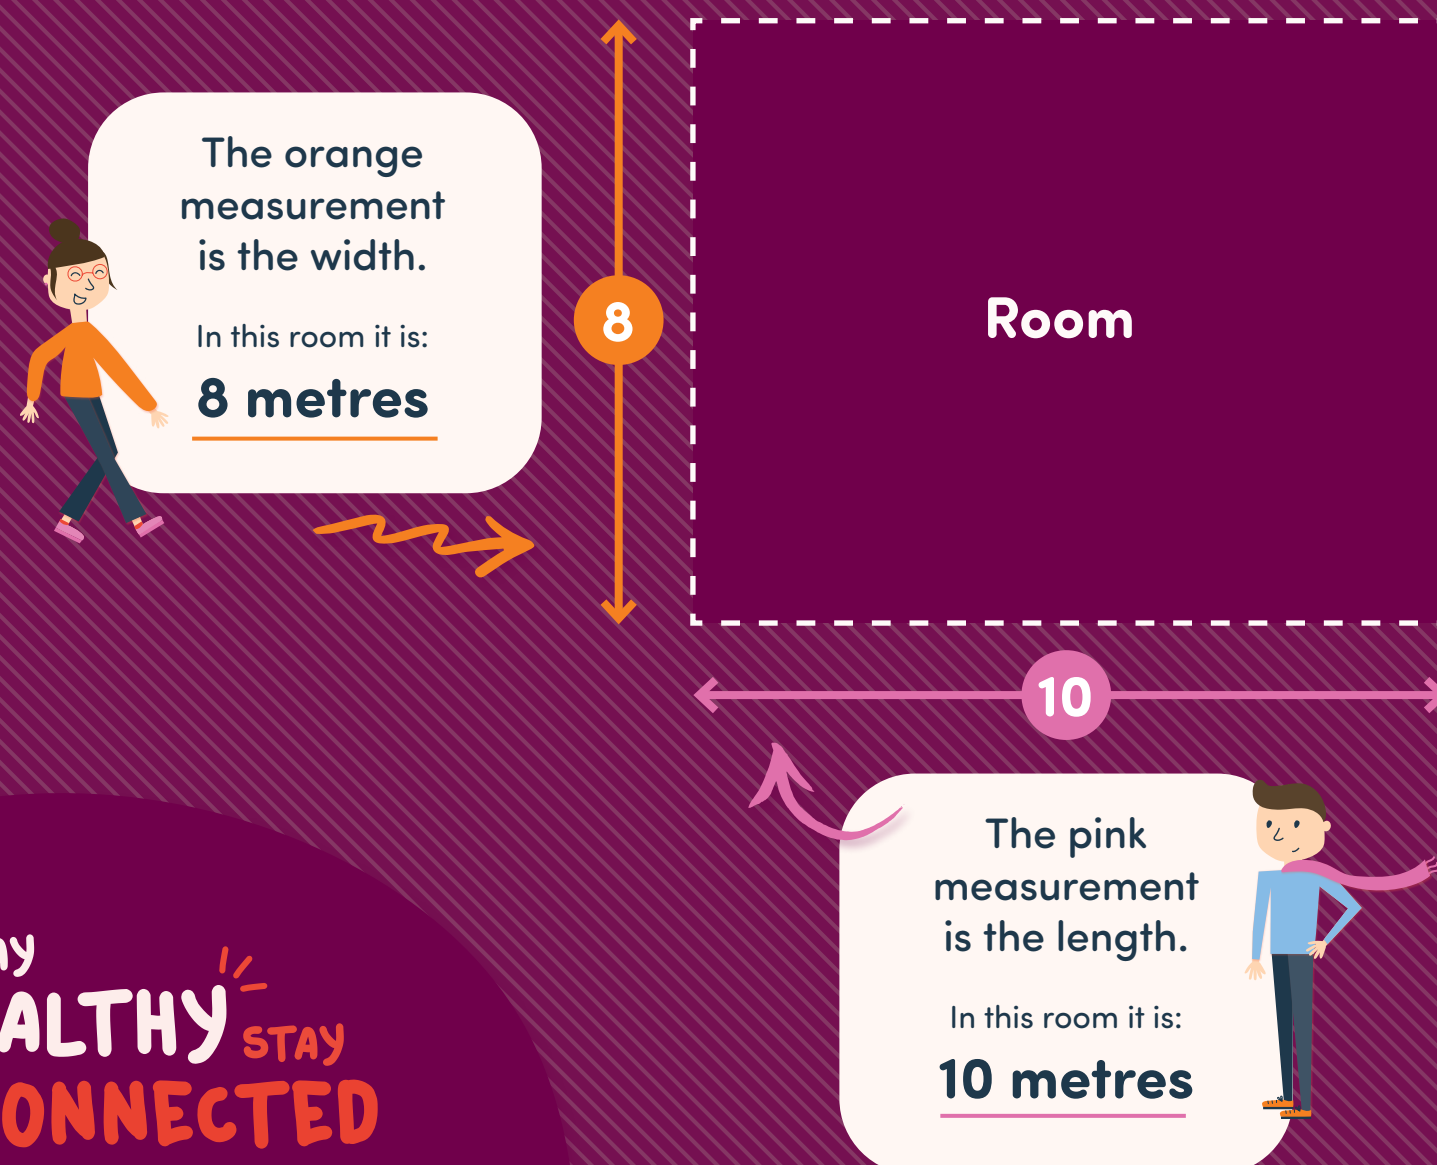 The orange
measurement
is the width.
In this room it is:
8 metres
8
Room
10
The pink
measurement
is the length.
In this room it is:
10 metres
AY
ALTHY
STAY
ONNECTED